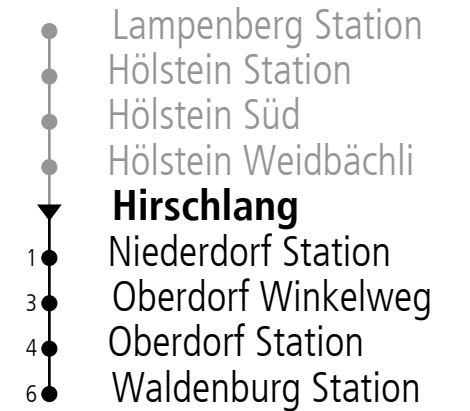 Lampenberg Station
Hölstein Station
Hölstein Süd
Hölstein Weidbächli
Hirschlang
1 Niederdorf Station
3 Oberdorf Winkelweg
4 Oberdorf Station
6 Waldenburg Station